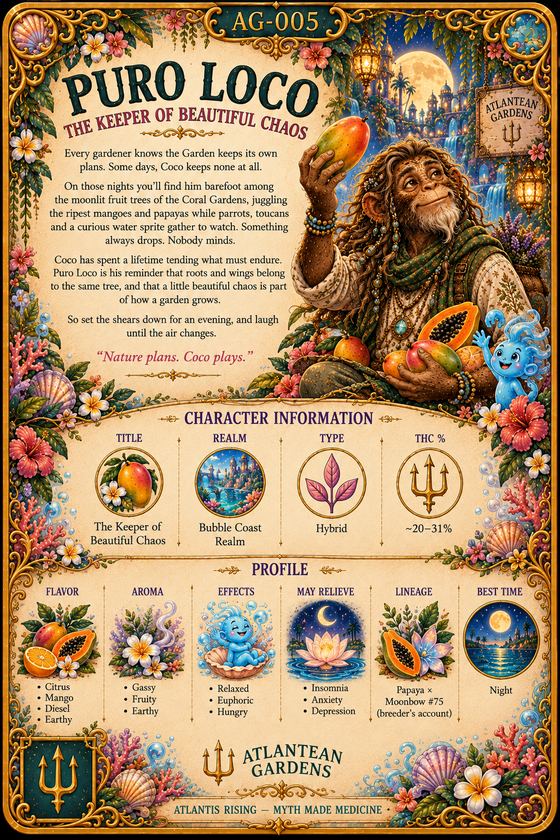 AG-005
PURO LOCO
THE KEEPER OF BEAUTIFUL CHAOS
Every gardener knows the Garden keeps its own
plans. Some days, Coco keeps none at all.
On those nights you'll find him barefoot among
the moonlit fruit trees of the Coral Gardens, juggling
the ripest mangoes and papayas while parrots, toucans
and a curious water sprite gather to watch. Something
always drops. Nobody minds.
Coco has spent a lifetime tending what must endure.
Puro Loco is his reminder that roots and wings belong
to the same tree, and that a little beautiful chaos is part
of how a garden grows.
So set the shears down for an evening, and laugh
until the air changes.
"Nature plans. Coco plays."
ATLANTEAN
GARDENS
CHARACTER INFORMATION
TITLE
The Keeper of
Beautiful Chaos
REALM
Bubble Coast
Realm
TYPE
Hybrid
THC %
~20–31%
PROFILE
FLAVOR
• Citrus
• Mango
• Diesel
• Earthy
AROMA
• Gassy
• Fruity
• Earthy
EFFECTS
• Relaxed
• Euphoric
• Hungry
MAY RELIEVE
• Insomnia
• Anxiety
• Depression
LINEAGE
Papaya ×
Moonbow #75
(breeder's account)
BEST TIME
Night
ATLANTEAN
GARDENS
ATLANTIS RISING — MYTH MADE MEDICINE